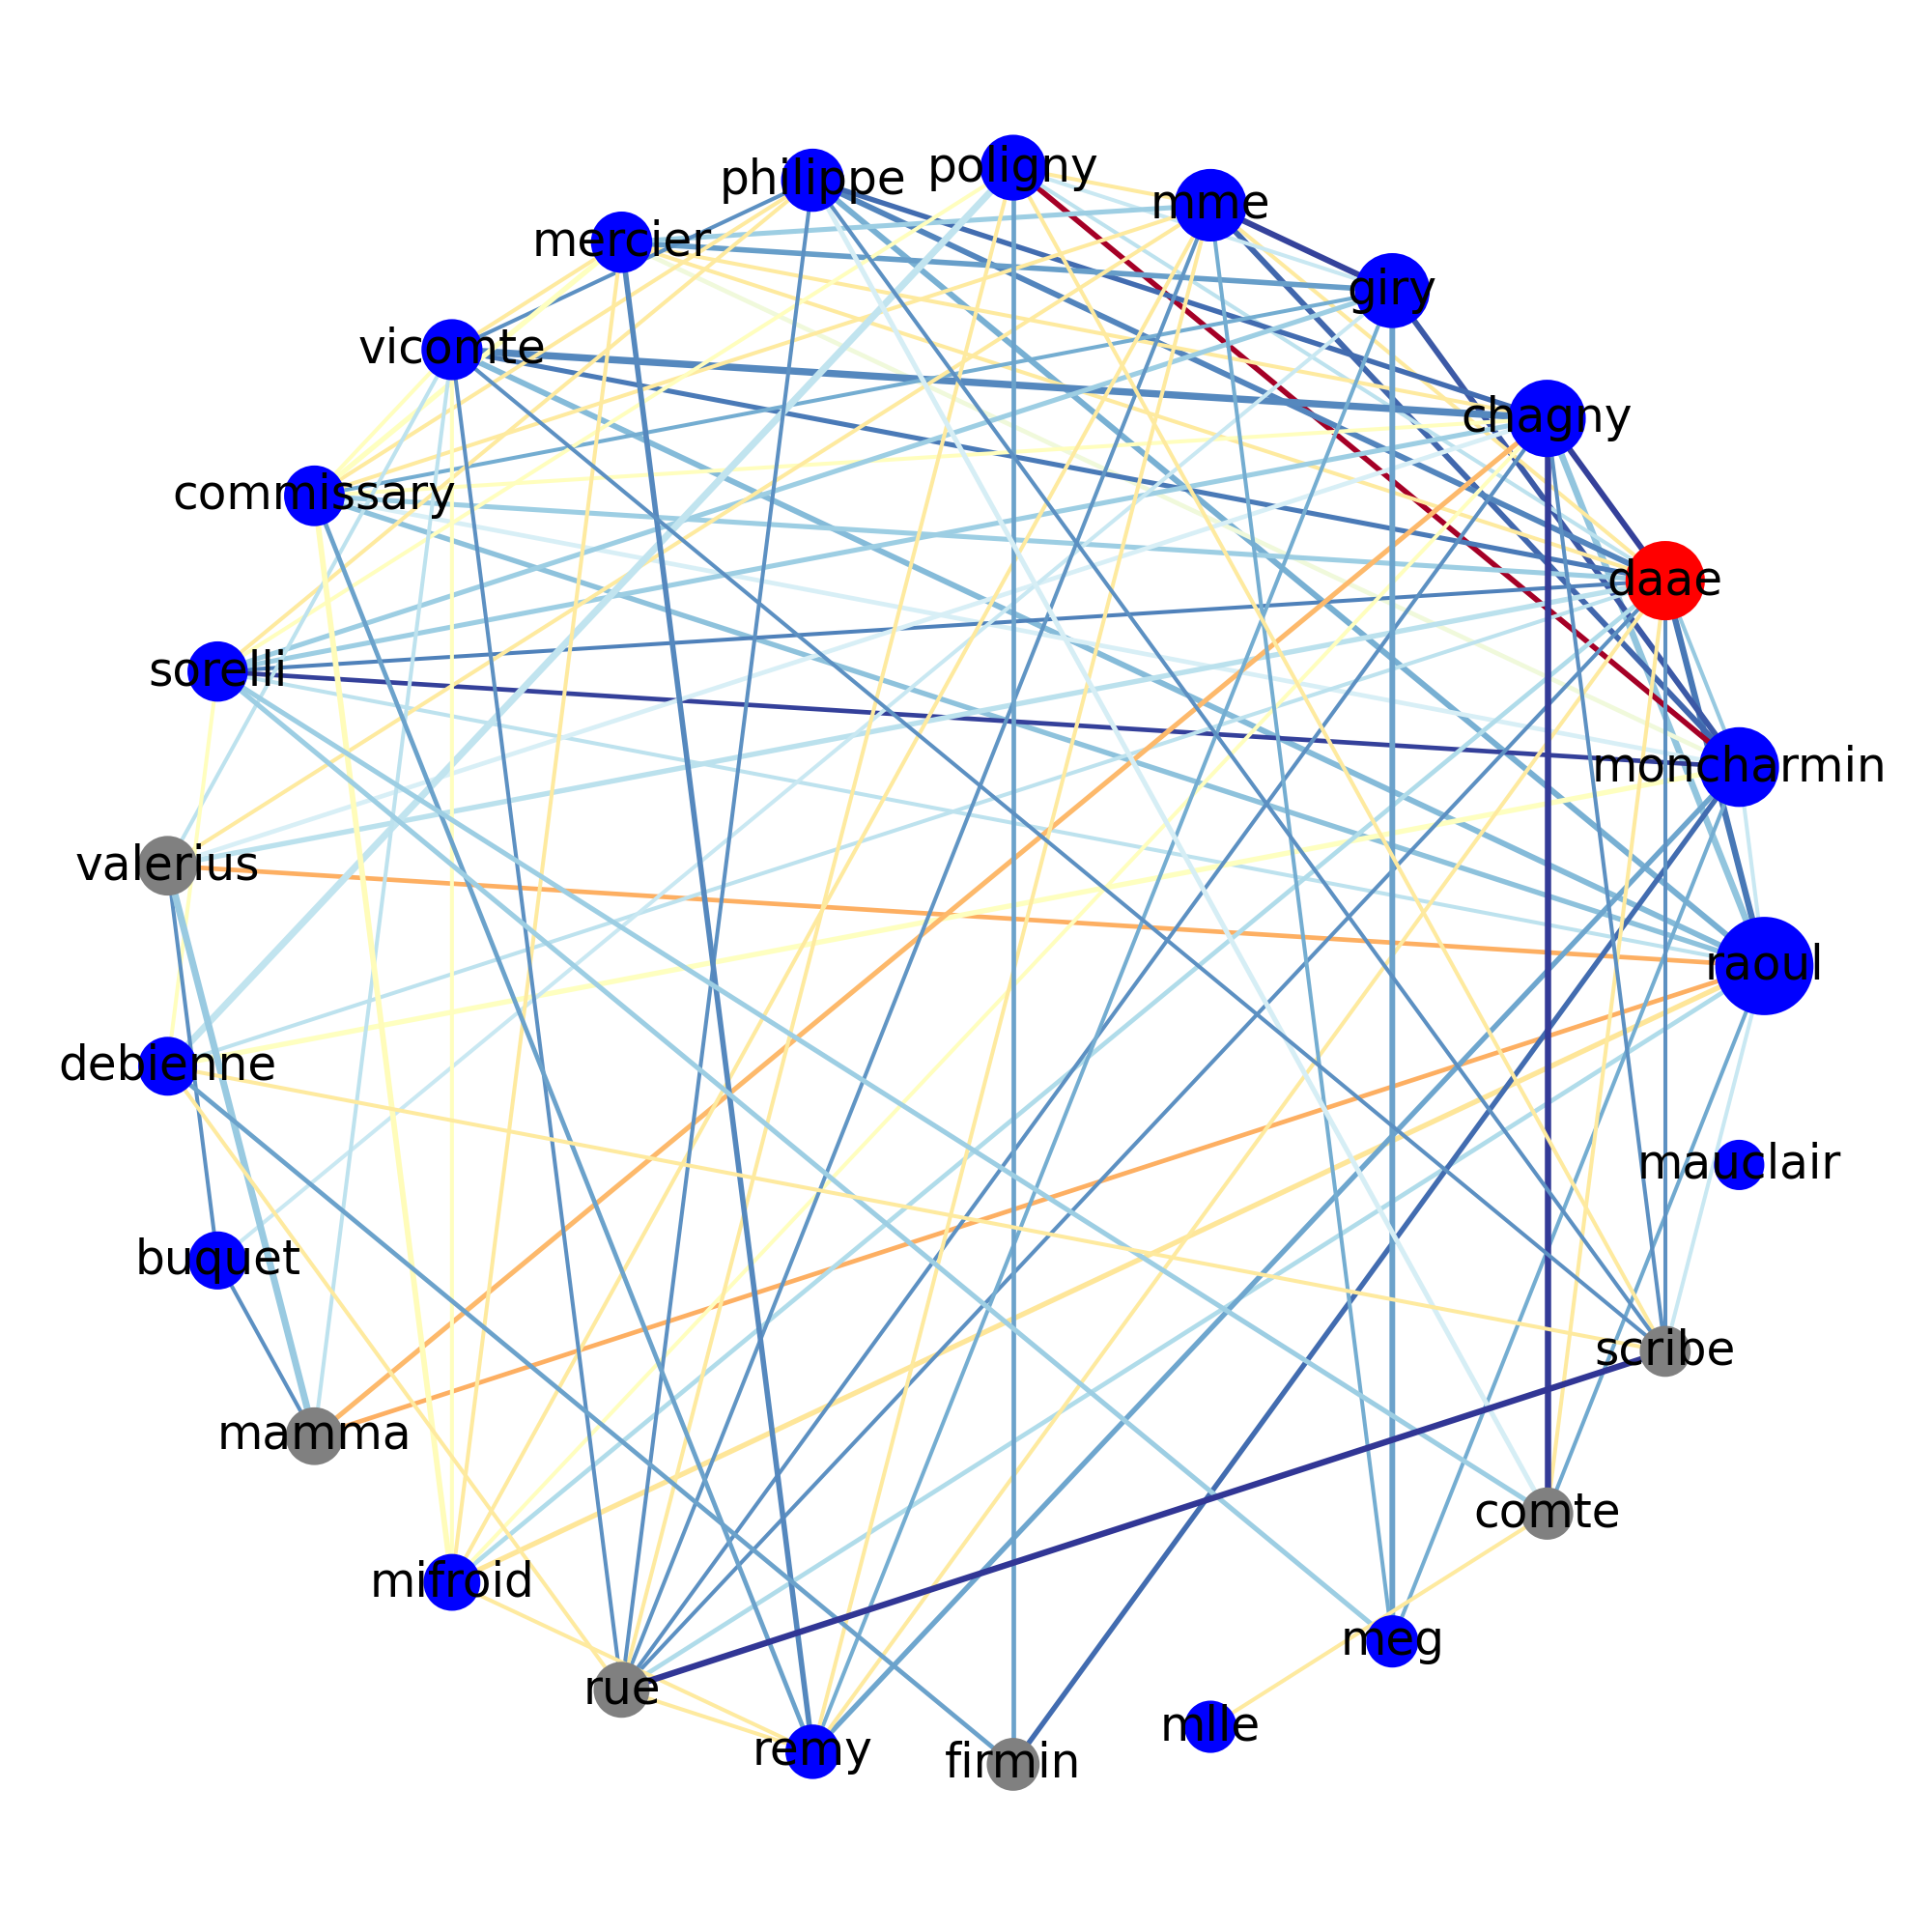 poligny
philippe
mme
mercier
giry
vicomte
chagny
commissary
daae
sorelli
moncharmin
valerius
raoul
debienne
mauclair
buquet
scribe
mamma
comte
mifroid
meg
rue
mlle
remy
firmin